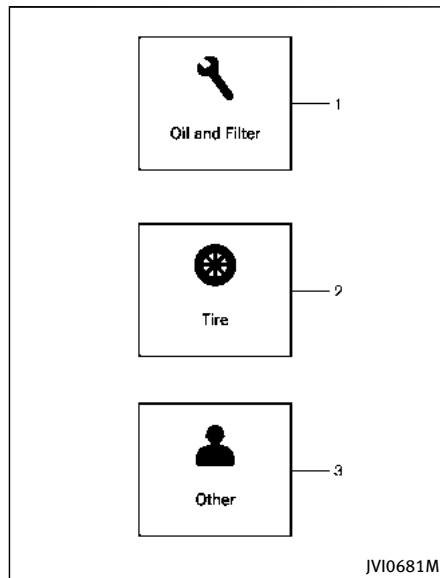 Oil and Filter
1
Tire
2
Other
3
JVI0681M